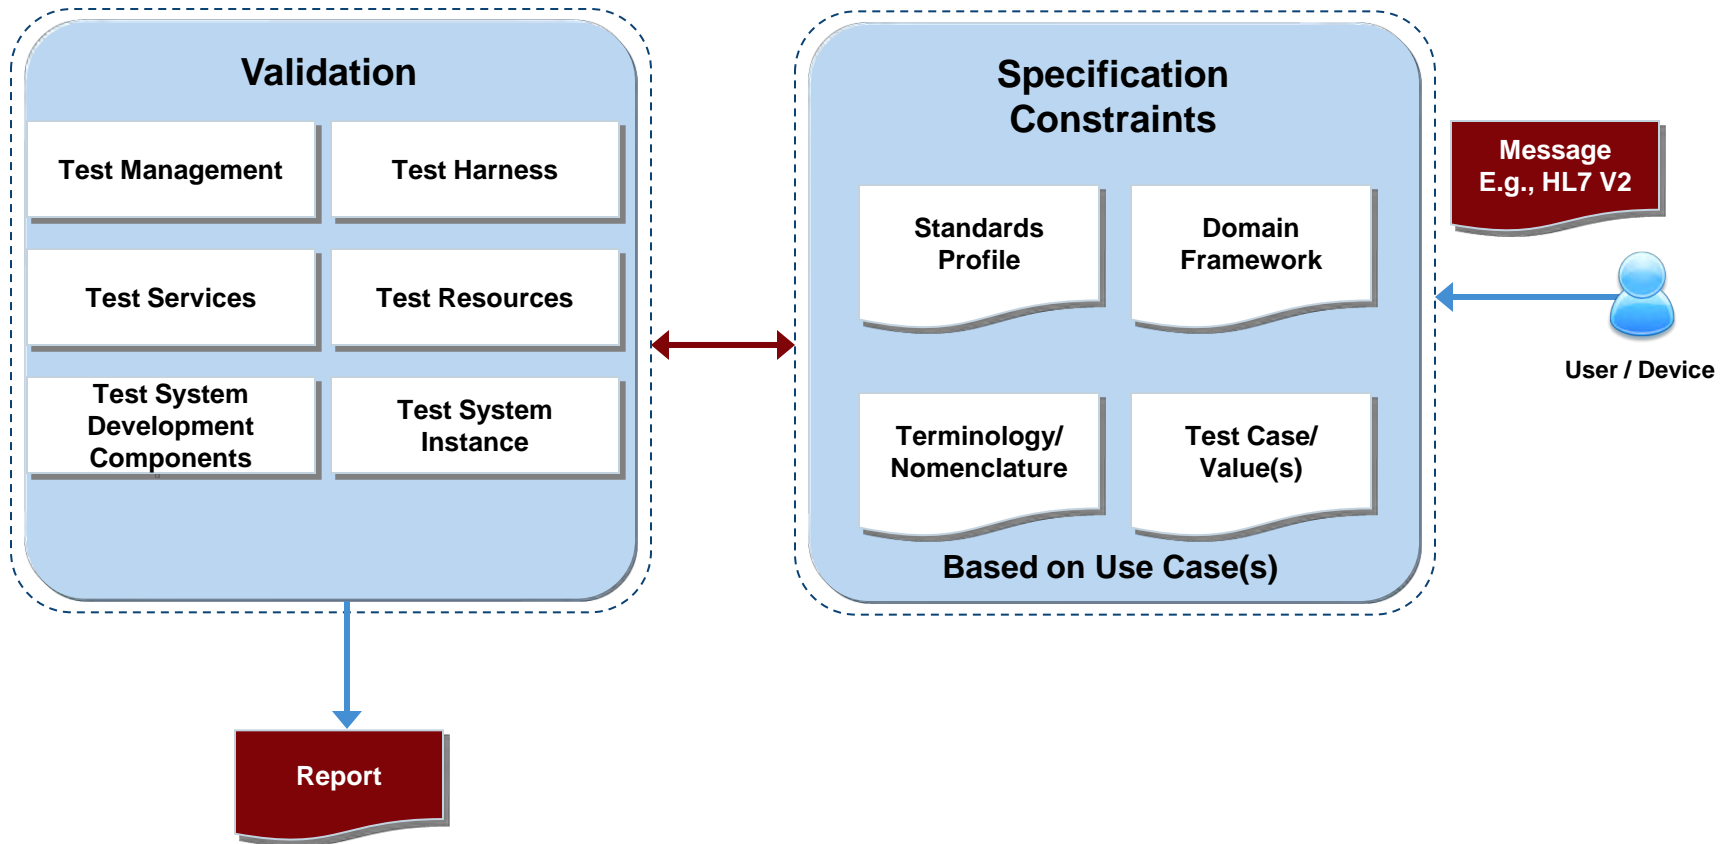 Validation
Test Management
Test Harness
Test Services
Test Resources
Test System
Development
Components
Test System
Instance
Specification
Constraints
Standards
Profile
Domain
Framework
Terminology/
Nomenclature
Test Case/
Value(s)
Based on Use Case(s)
Message
E.g., HL7 V2
User / Device
Report